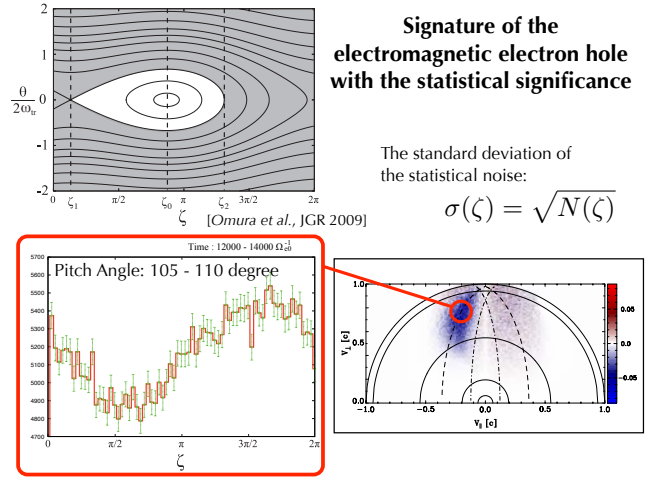 Signature of the
electromagnetic electron hole
with the statistical significance
2
1
0
-1
-2
θ
2ω_tr
0 ζ₁ π/2 ζ₀ π ζ₂ 3π/2 2π
ζ
[Omura et al., JGR 2009]
The standard deviation of
the statistical noise:
σ(ζ) = √N(ζ)
Time : 12000 - 14000 Ω_e0^-1
Pitch Angle: 105 - 110 degree
5700
5600
5400
5300
5200
5100
5000
4900
4800
4700
0 π/2 π 3π/2 2π
ζ
1.0
0.5
0.0
V⊥ [c]
-1.0 -0.5 0.0 0.5 1.0
V∥ [c]
0.05
0.00
-0.05